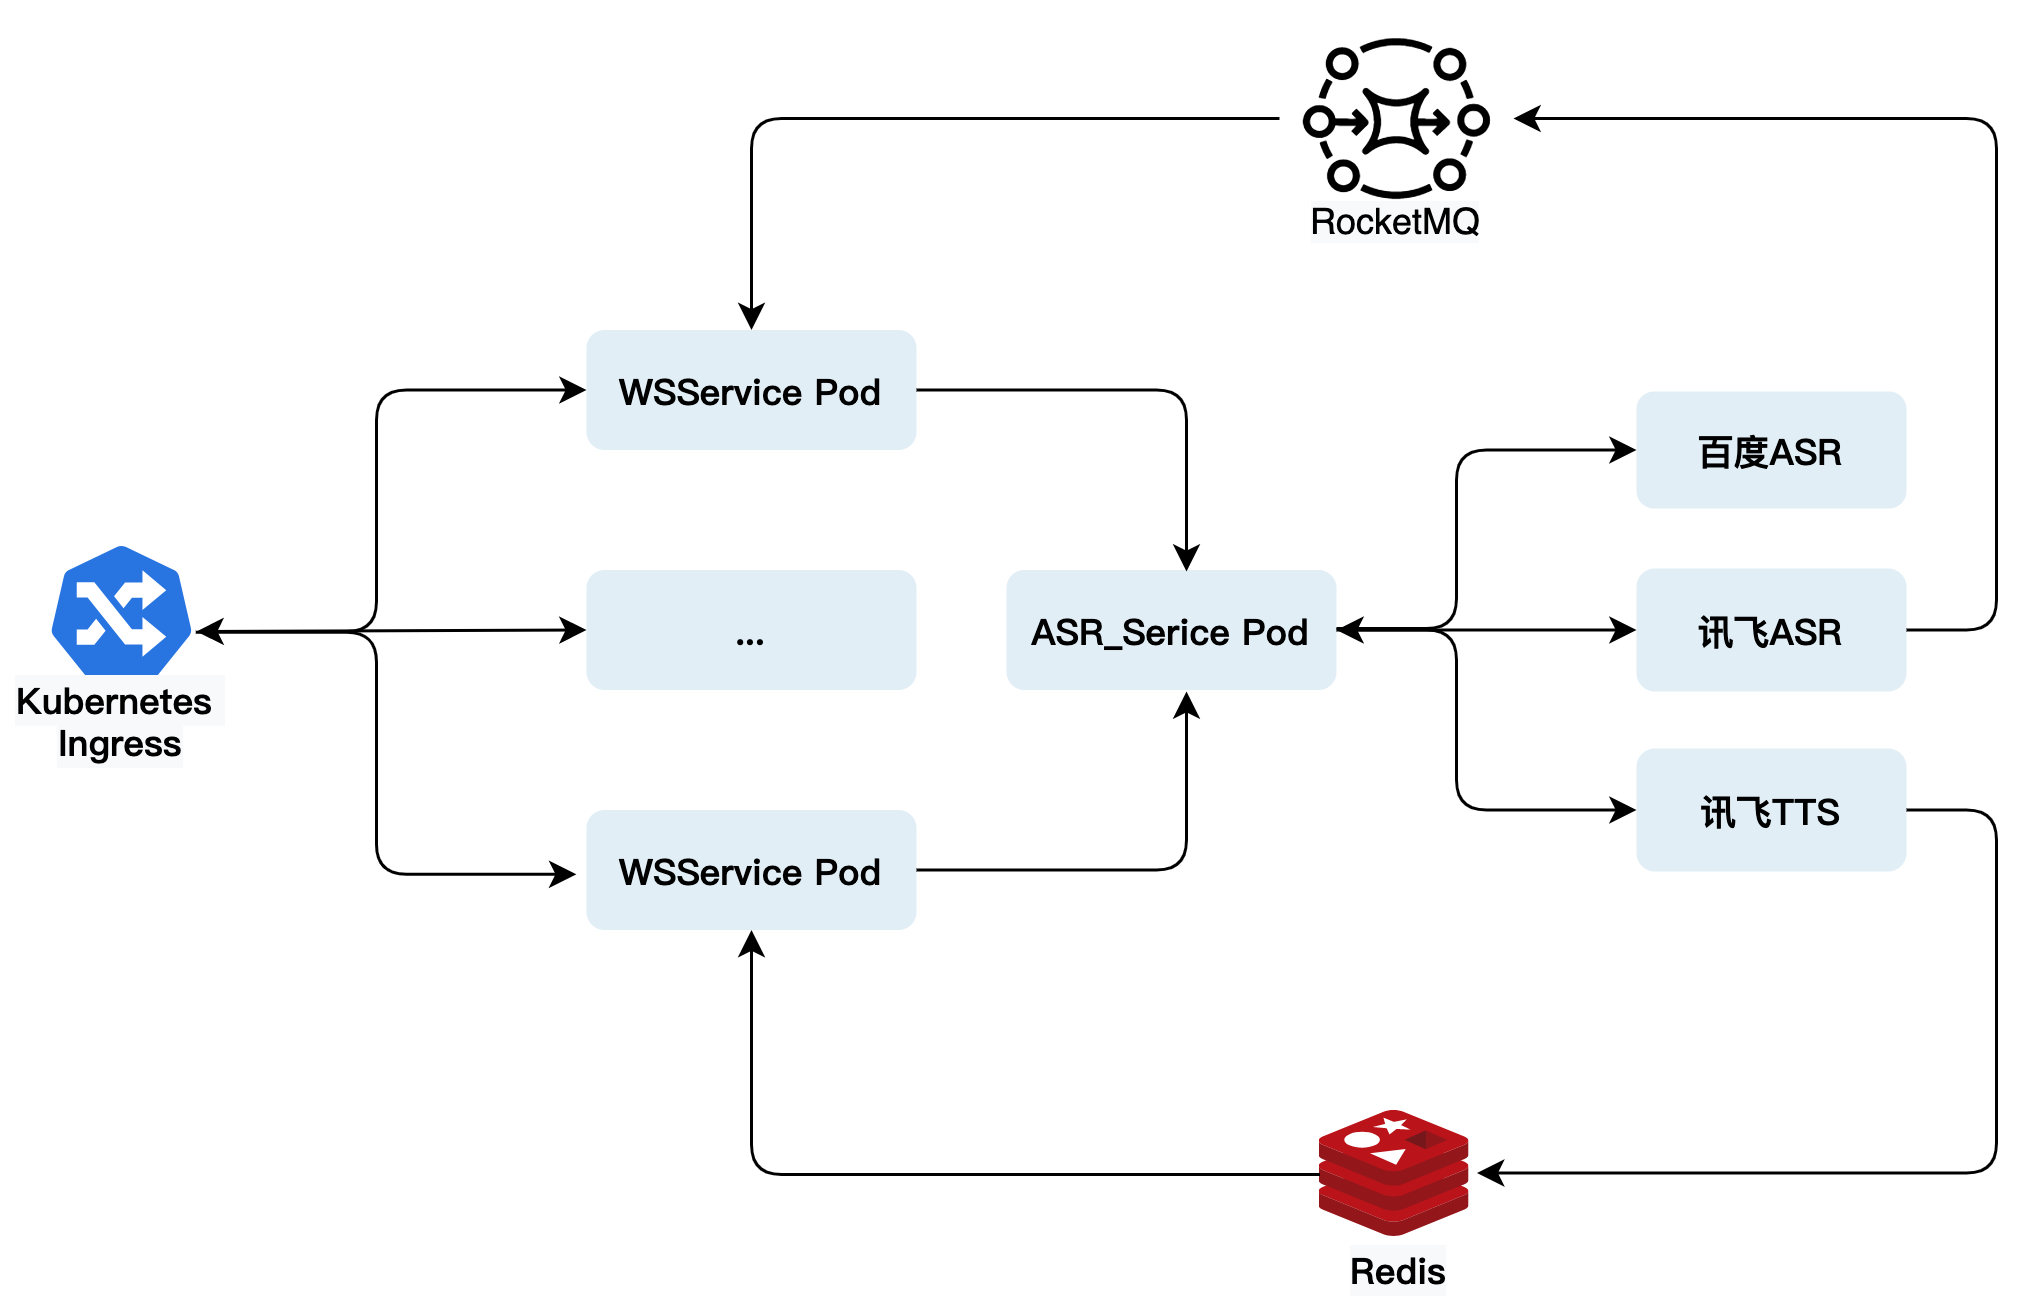 RocketMQ
WSService Pod
百度ASR
...
ASR_Serice Pod
讯飞ASR
Kubernetes
Ingress
讯飞TTS
WSService Pod
Redis